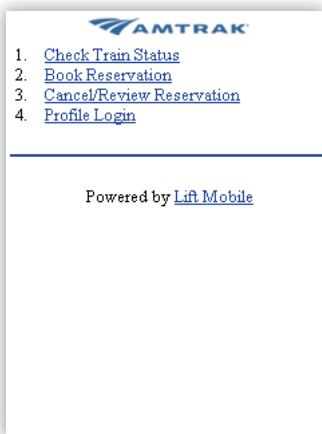 AMTRAK
1. Check Train Status
2. Book Reservation
3. Cancel/Review Reservation
4. Profile Login
Powered by Lift Mobile